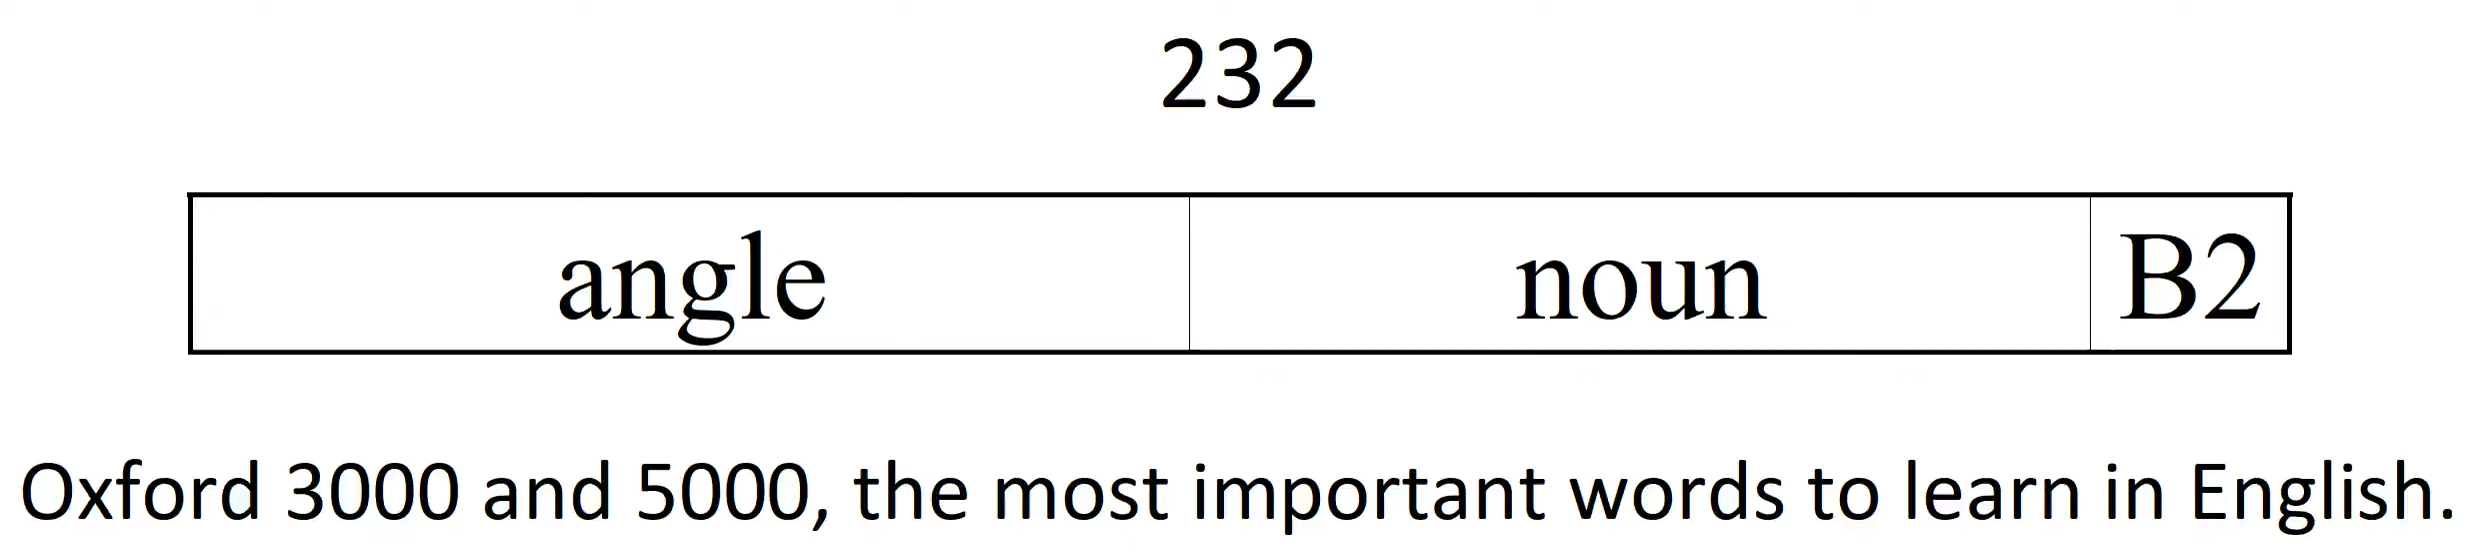 232
angle noun B2
Oxford 3000 and 5000, the most important words to learn in English.